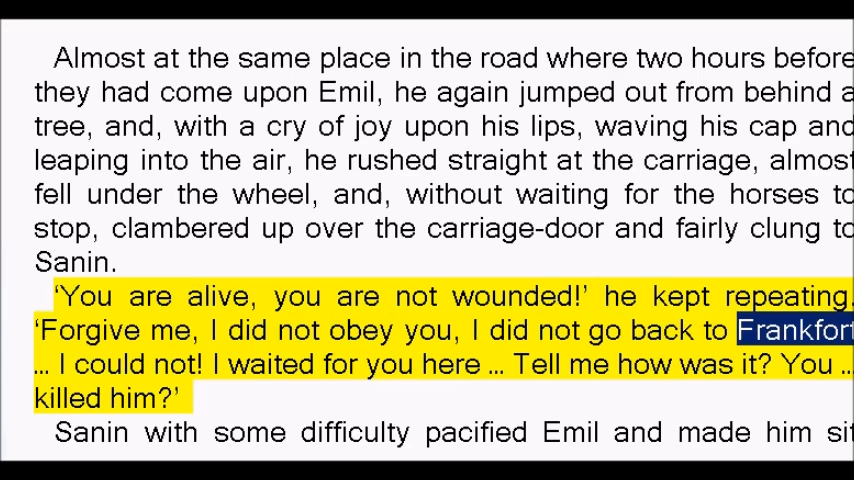 Almost at the same place in the road where two hours before
they had come upon Emil, he again jumped out from behind a
tree, and, with a cry of joy upon his lips, waving his cap and
leaping into the air, he rushed straight at the carriage, almost
fell under the wheel, and, without waiting for the horses to
stop, clambered up over the carriage-door and fairly clung to
Sanin.
‘You are alive, you are not wounded!’ he kept repeating.
‘Forgive me, I did not obey you, I did not go back to Frankfort
... I could not! I waited for you here ... Tell me how was it? You ...
killed him?’
Sanin with some difficulty pacified Emil and made him sit